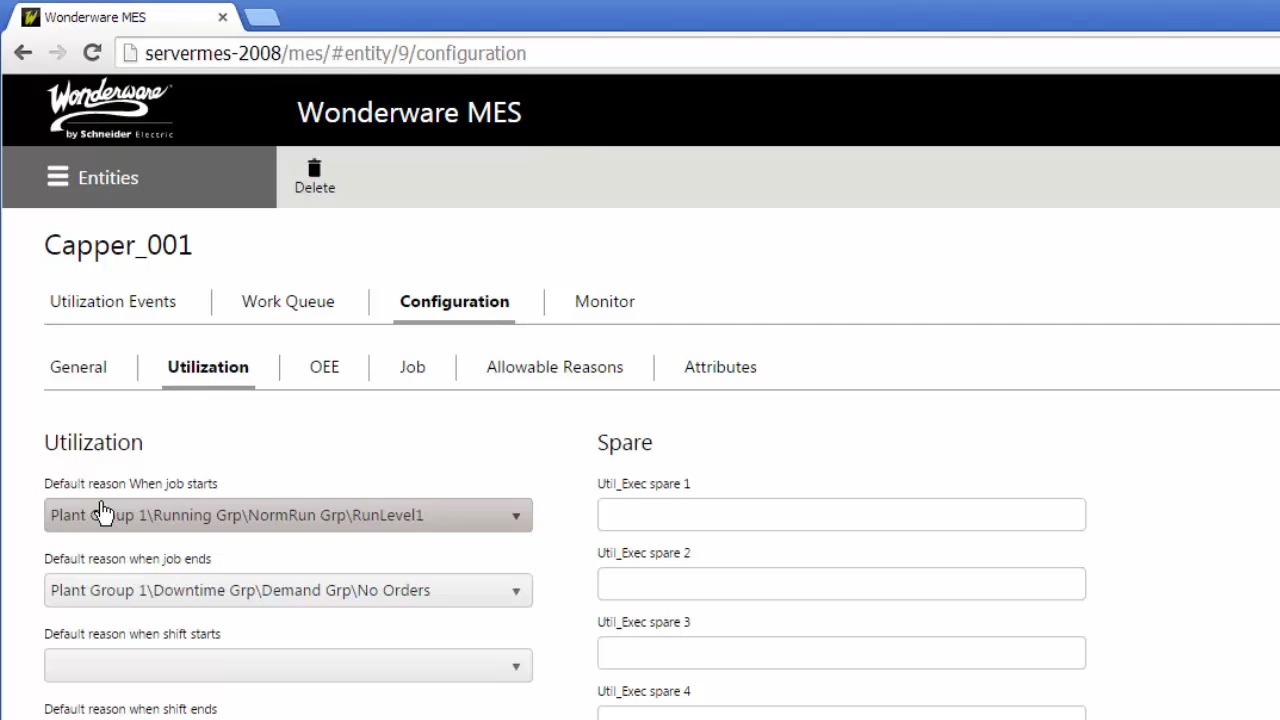 Wonderware MES
servermes-2008/mes/#entity/9/configuration
Wonderware
by Schneider Electric
Wonderware MES
Entities
Delete
Capper_001
Utilization Events
Work Queue
Configuration
Monitor
General
Utilization
OEE
Job
Allowable Reasons
Attributes
Utilization
Default reason When job starts
Plant Group 1\Running Grp\NormRun Grp\RunLevel1
Default reason when job ends
Plant Group 1\Downtime Grp\Demand Grp\No Orders
Default reason when shift starts
Default reason when shift ends
Spare
Util_Exec spare 1
Util_Exec spare 2
Util_Exec spare 3
Util_Exec spare 4